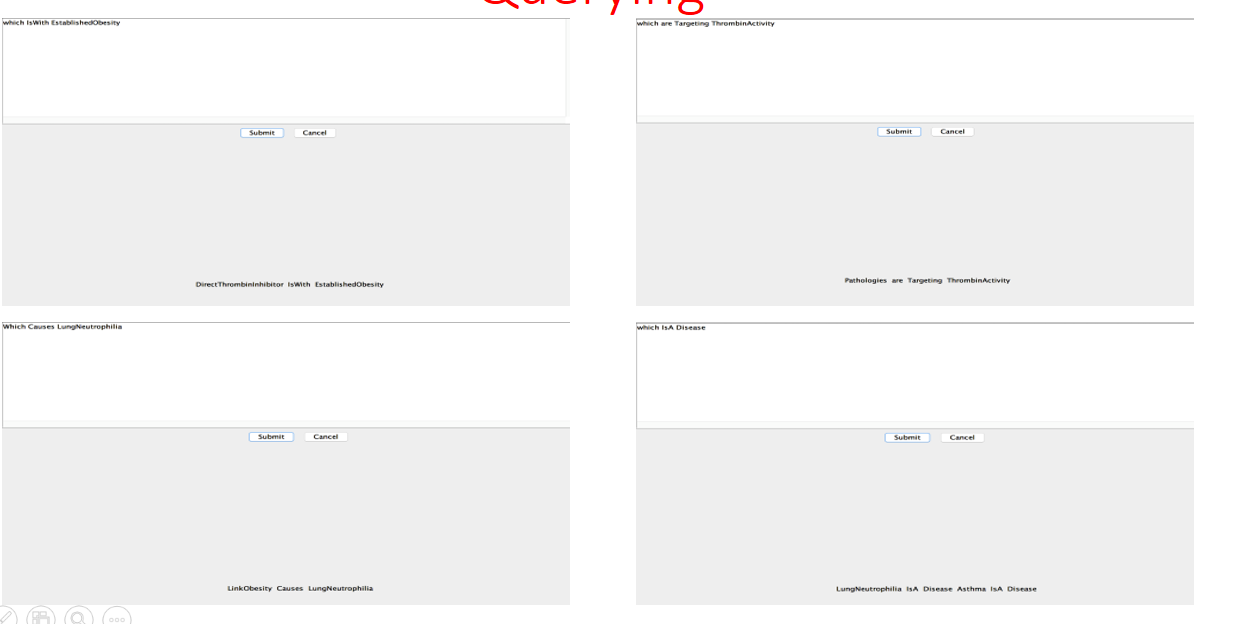 Querying
which IsWith EstablishedObesity
Submit Cancel
DirectThrombinInhibitor IsWith EstablishedObesity
which are Targeting ThrombinActivity
Submit Cancel
Pathologies are Targeting ThrombinActivity
Which Causes LungNeutrophilia
Submit Cancel
LinkObesity Causes LungNeutrophilia
which IsA Disease
Submit Cancel
LungNeutrophilia IsA Disease Asthma IsA Disease